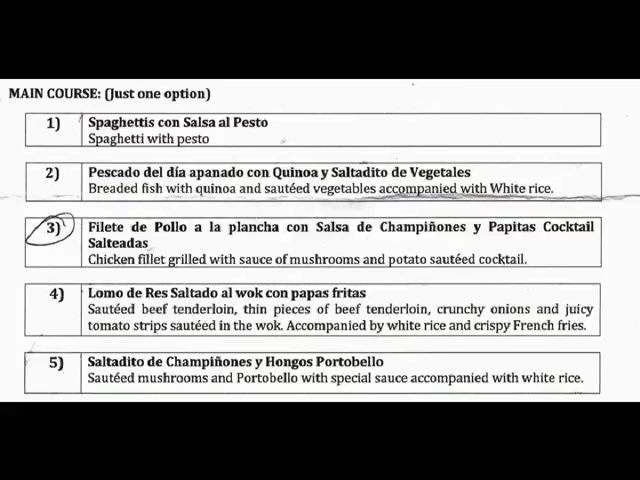 MAIN COURSE: (Just one option)
1) Spaghettis con Salsa al Pesto
Spaghetti with pesto
2) Pescado del día apanado con Quinoa y Saltadito de Vegetales
Breaded fish with quinoa and sautéed vegetables accompanied with White rice.
3) Filete de Pollo a la plancha con Salsa de Champiñones y Papitas Cocktail
Salteadas
Chicken fillet grilled with sauce of mushrooms and potato sautéed cocktail.
4) Lomo de Res Saltado al wok con papas fritas
Sautéed beef tenderloin, thin pieces of beef tenderloin, crunchy onions and juicy
tomato strips sautéed in the wok. Accompanied by white rice and crispy French fries.
5) Saltadito de Champiñones y Hongos Portobello
Sautéed mushrooms and Portobello with special sauce accompanied with white rice.